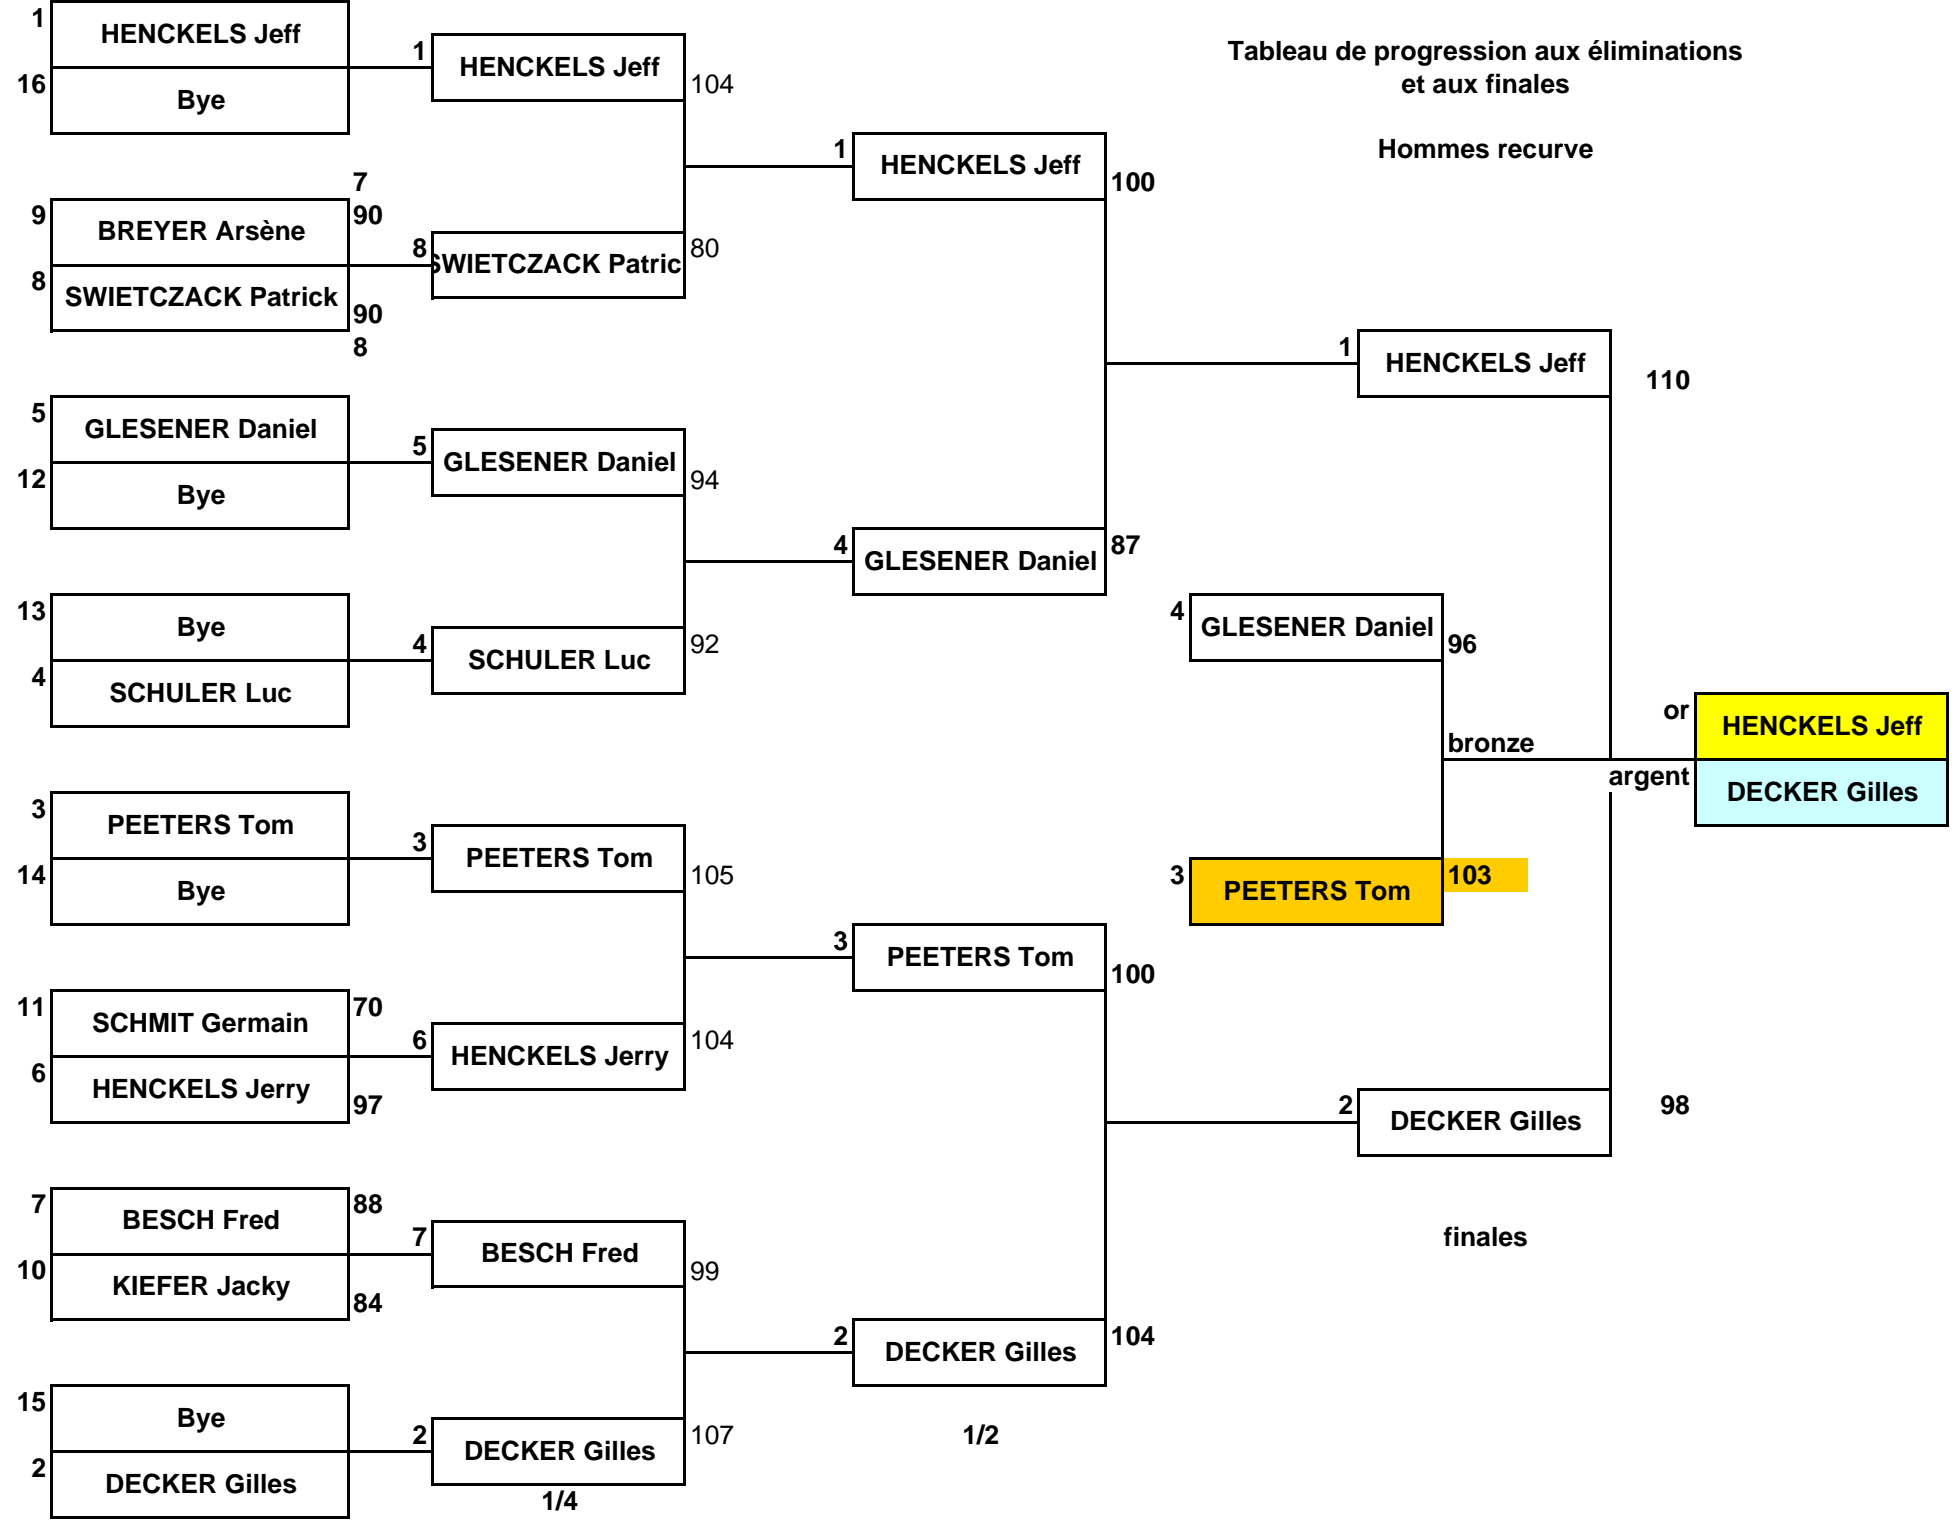 Tableau de progression aux éliminations
et aux finales
Hommes recurve
1
HENCKELS Jeff
16
Bye
7
9
BREYER Arsène
90
8
SWIETCZACK Patrick
90
8
5
GLESENER Daniel
12
Bye
13
Bye
4
SCHULER Luc
3
PEETERS Tom
14
Bye
11
SCHMIT Germain
70
6
HENCKELS Jerry
97
7
BESCH Fred
88
10
KIEFER Jacky
84
15
Bye
2
DECKER Gilles
1
HENCKELS Jeff
104
8
SWIETCZACK Patric
80
5
GLESENER Daniel
94
4
SCHULER Luc
92
3
PEETERS Tom
105
6
HENCKELS Jerry
104
7
BESCH Fred
99
2
DECKER Gilles
107
1/4
1
HENCKELS Jeff
100
4
GLESENER Daniel
87
3
PEETERS Tom
100
2
DECKER Gilles
104
1/2
1
HENCKELS Jeff
110
4
GLESENER Daniel
96
bronze
3
PEETERS Tom
103
2
DECKER Gilles
98
finales
or
HENCKELS Jeff
argent
DECKER Gilles